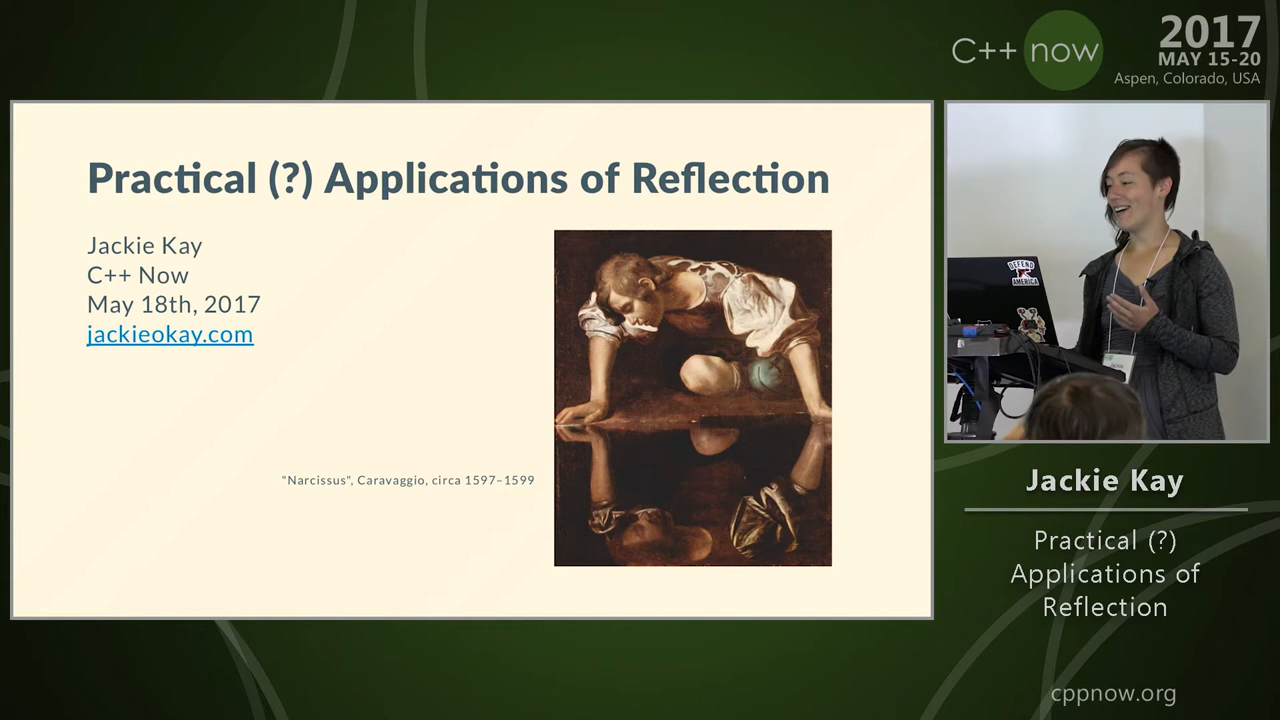 C++ now
2017
MAY 15-20
Aspen, Colorado, USA
Practical (?) Applications of Reflection
Jackie Kay
C++ Now
May 18th, 2017
jackieokay.com
"Narcissus", Caravaggio, circa 1597–1599
DEFEND
AMERICA
Jackie Kay
Practical (?)
Applications of
Reflection
cppnow.org